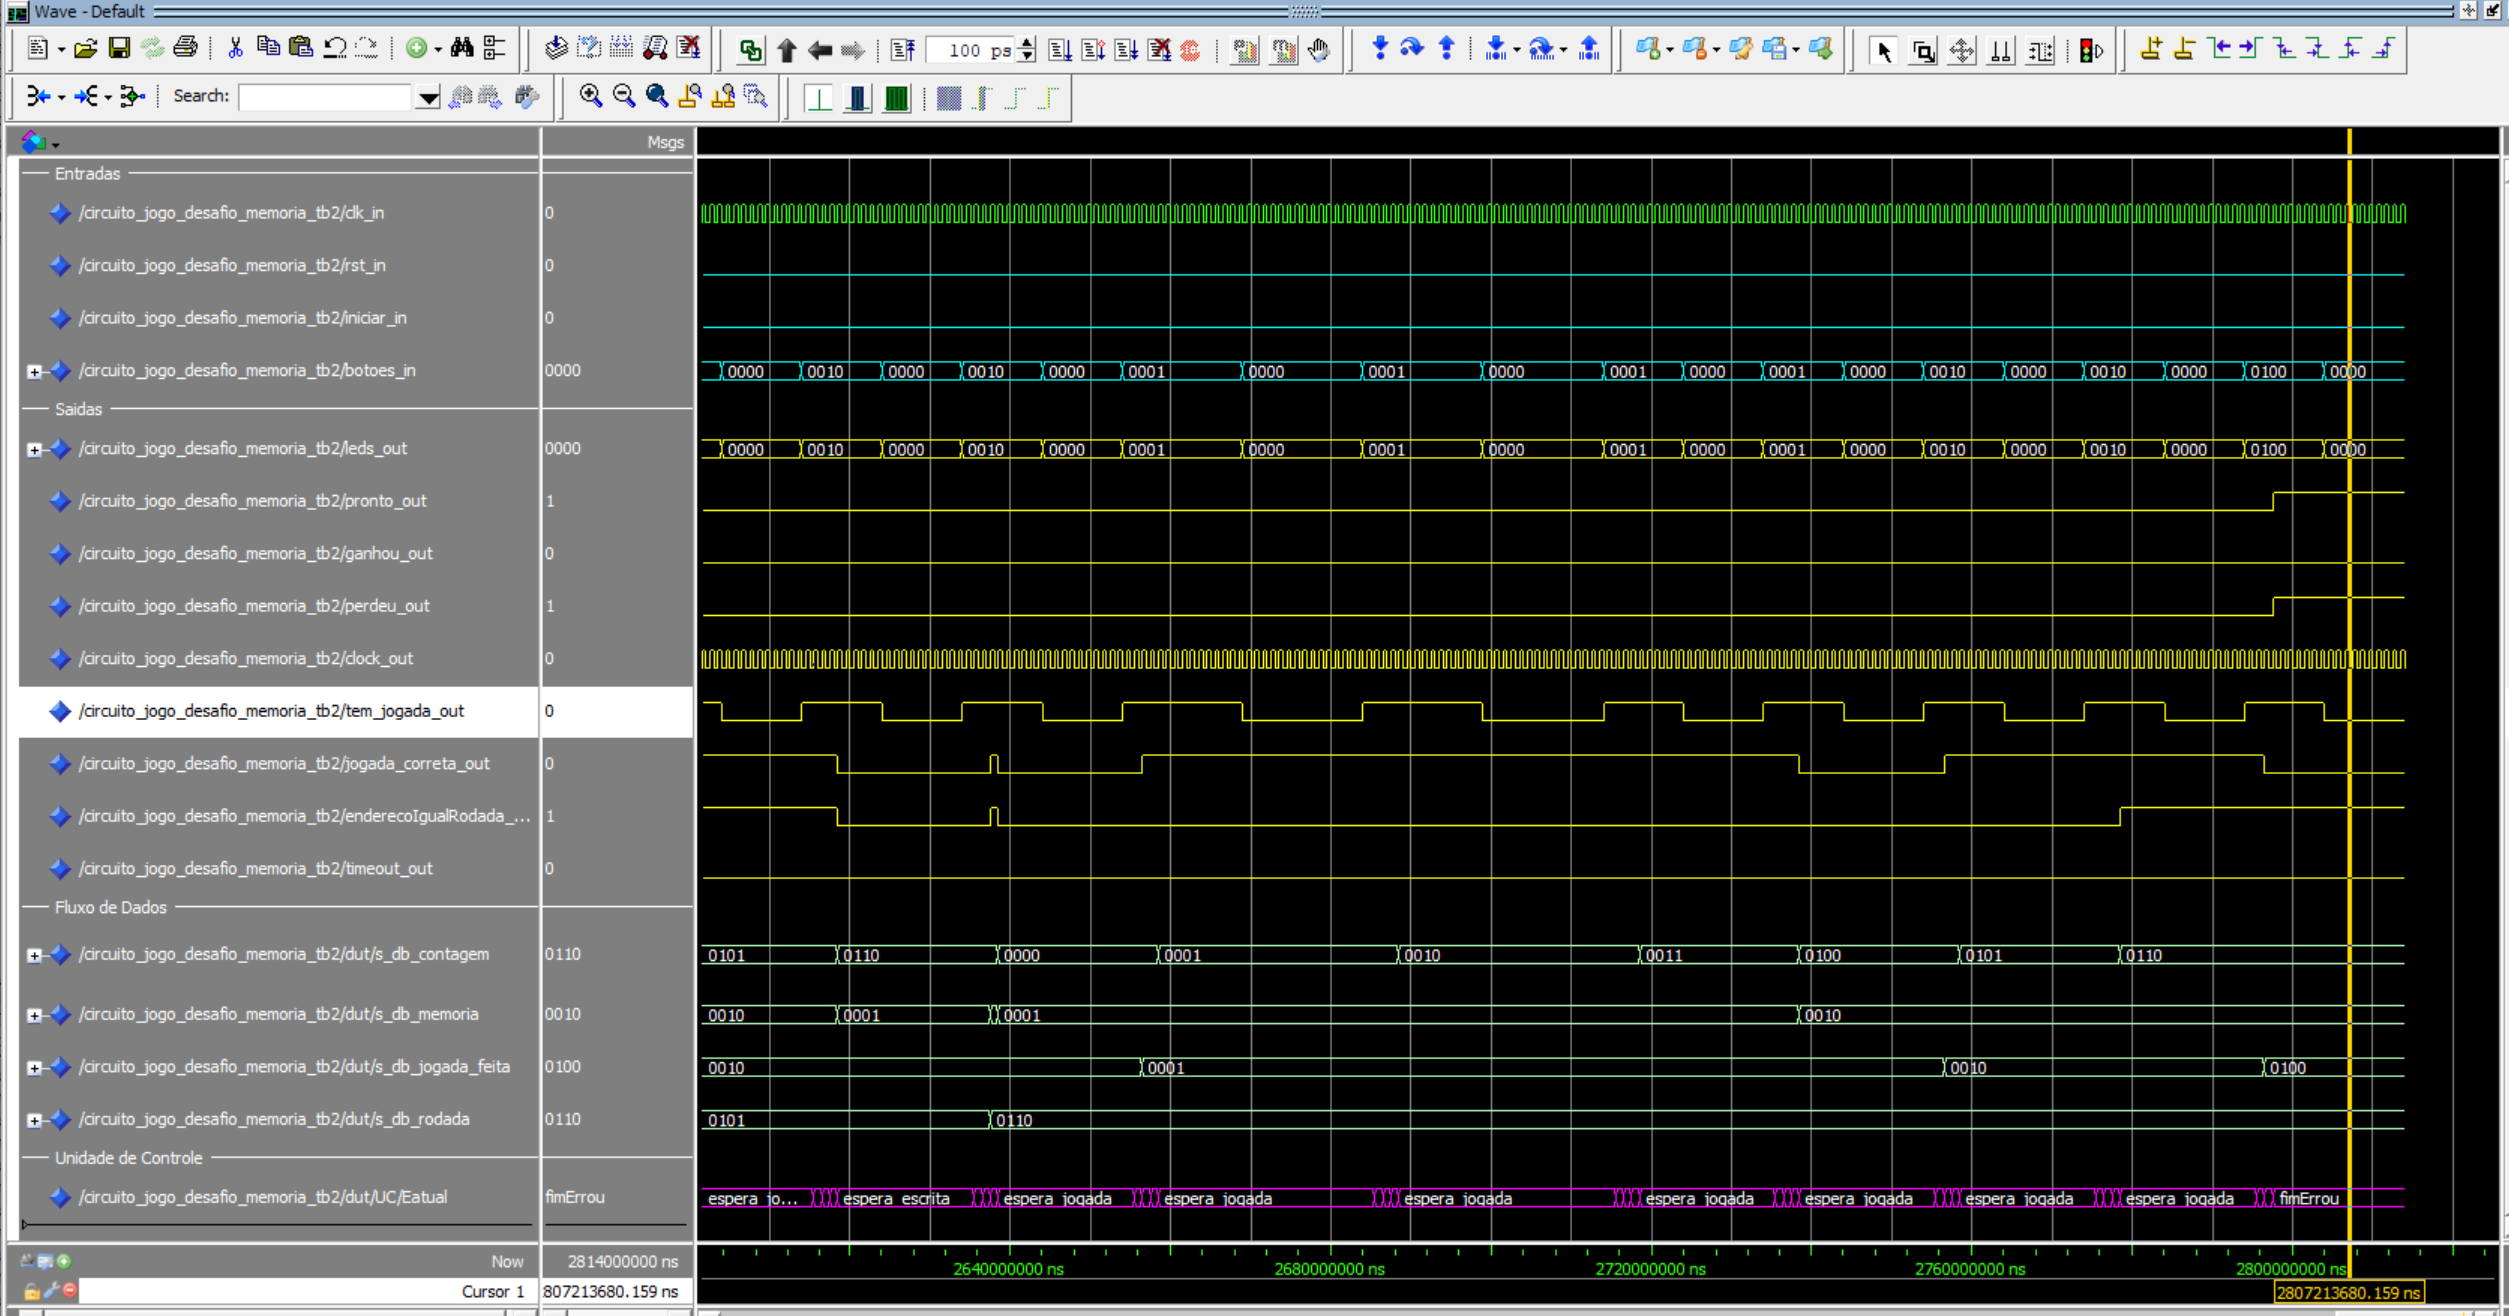 Wave - Default
100 ps
Search:
Msgs
Entradas
/circuito_jogo_desafio_memoria_tb2/clk_in 0
/circuito_jogo_desafio_memoria_tb2/rst_in 0
/circuito_jogo_desafio_memoria_tb2/iniciar_in 0
/circuito_jogo_desafio_memoria_tb2/botoes_in 0000 0000 0010 0000 0010 0000 0001 0000 0001 0000 0001 0000 0001 0000 0010 0000 0010 0000 0100 0000
Saidas
/circuito_jogo_desafio_memoria_tb2/leds_out 0000 0000 0010 0000 0010 0000 0001 0000 0001 0000 0001 0000 0001 0000 0010 0000 0010 0000 0100 0000
/circuito_jogo_desafio_memoria_tb2/pronto_out 1
/circuito_jogo_desafio_memoria_tb2/ganhou_out 0
/circuito_jogo_desafio_memoria_tb2/perdeu_out 1
/circuito_jogo_desafio_memoria_tb2/clock_out 0
/circuito_jogo_desafio_memoria_tb2/tem_jogada_out 0
/circuito_jogo_desafio_memoria_tb2/jogada_correta_out 0
/circuito_jogo_desafio_memoria_tb2/enderecoIgualRodada_... 1
/circuito_jogo_desafio_memoria_tb2/timeout_out 0
Fluxo de Dados
/circuito_jogo_desafio_memoria_tb2/dut/s_db_contagem 0110 0101 0110 0000 0001 0010 0011 0100 0101 0110
/circuito_jogo_desafio_memoria_tb2/dut/s_db_memoria 0010 0010 0001 0001 0010
/circuito_jogo_desafio_memoria_tb2/dut/s_db_jogada_feita 0100 0010 0001 0010 0100
/circuito_jogo_desafio_memoria_tb2/dut/s_db_rodada 0110 0101 0110
Unidade de Controle
/circuito_jogo_desafio_memoria_tb2/dut/UC/Eatual fimErrou espera_jo... espera_escrita espera_jogada espera_jogada espera_jogada espera_jogada espera_jogada espera_jogada espera_jogada fimErrou
Now 2814000000 ns 2640000000 ns 2680000000 ns 2720000000 ns 2760000000 ns 2800000000 ns
Cursor 1 807213680.159 ns 2807213680.159 ns